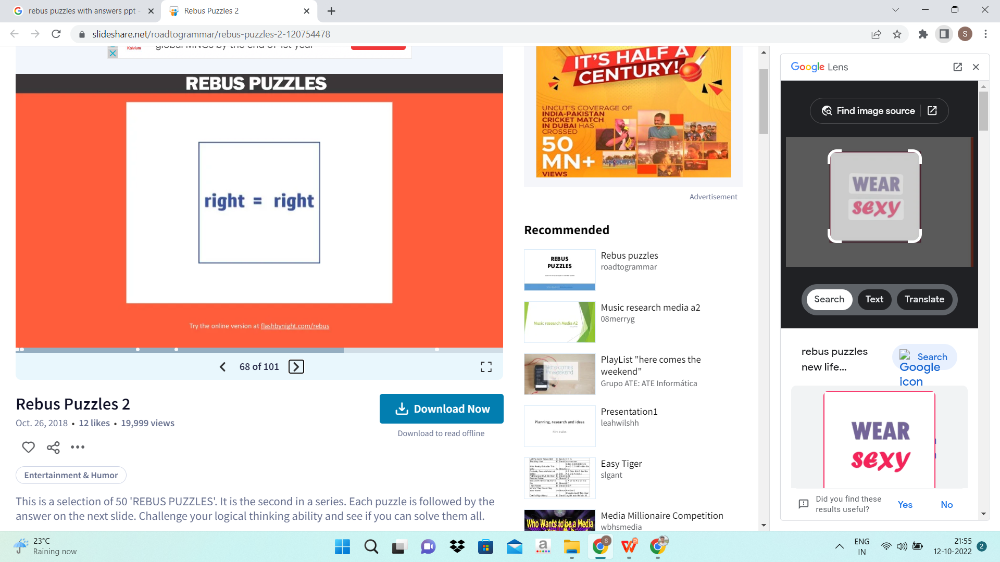 rebus puzzles with answers ppt -
Rebus Puzzles 2
slideshare.net/roadtogrammar/rebus-puzzles-2-120754478
S
Kalvium
global MNCs by the end of 1st year
REBUS PUZZLES
right = right
Try the online version at flashbynight.com/rebus
68 of 101
Rebus Puzzles 2
Oct. 26, 2018 • 12 likes • 19,999 views
Download Now
Download to read offline
Entertainment & Humor
This is a selection of 50 'REBUS PUZZLES'. It is the second in a series. Each puzzle is followed by the
answer on the next slide. Challenge your logical thinking ability and see if you can solve them all.
IT'S HALF A
CENTURY!
UNCUT'S COVERAGE OF
INDIA-PAKISTAN
CRICKET MATCH
IN DUBAI HAS
CROSSED
50
MN+
VIEWS
Advertisement
Recommended
REBUS
PUZZLES
Rebus puzzles
roadtogrammar
Music research Media A2
Music research media a2
08merryg
Here comes
the weekend
PlayList "here comes the
weekend"
Grupo ATE: ATE Informática
Planning, research and ideas
Film trailer.
Presentation1
leahwilshh
Easy Tiger
slgant
Who Wants to be a Media
Media Millionaire Competition
wbhsmedia
Google Lens
Find image source
WEAR
sexy
Search
Text
Translate
rebus puzzles
new life...
Search
Google
icon
WEAR
sexy
Did you find these
results useful?
Yes
No
23°C
Raining now
a
S
ENG
IN
21:55
12-10-2022
2